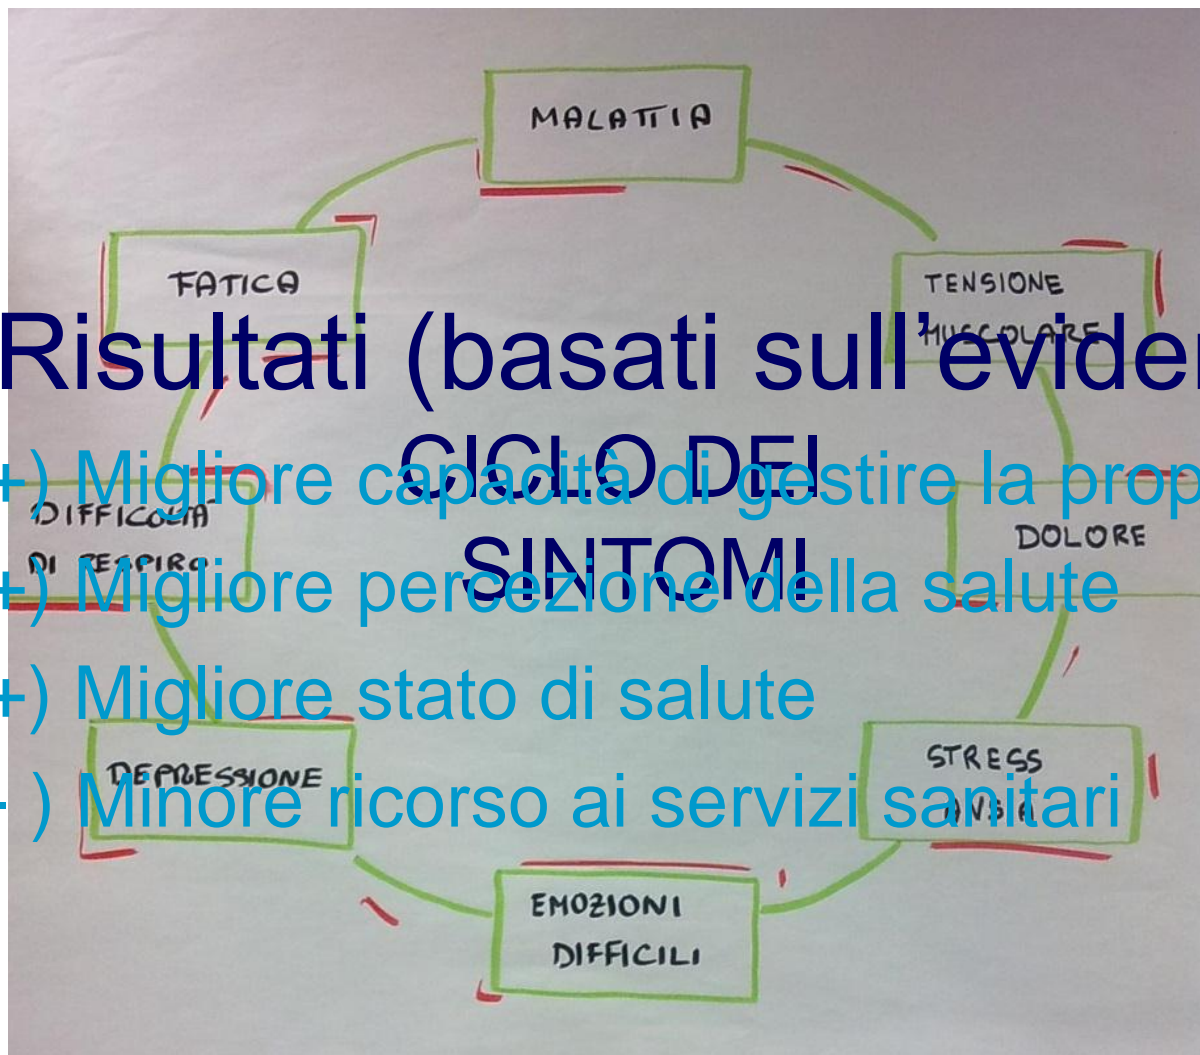 MALATTIA
FATICA
TENSIONE
MUSCOLARE
Risultati (basati sull'eviden
CICLO DEI
SINTOMI
+) Migliore capacità di gestire la prop
DIFFICOLTÀ
DI RESPIRO
DOLORE
+) Migliore percezione della salute
+) Migliore stato di salute
DEPRESSIONE
STRESS
ANSIA
- ) Minore ricorso ai servizi sanitari
EMOZIONI
DIFFICILI